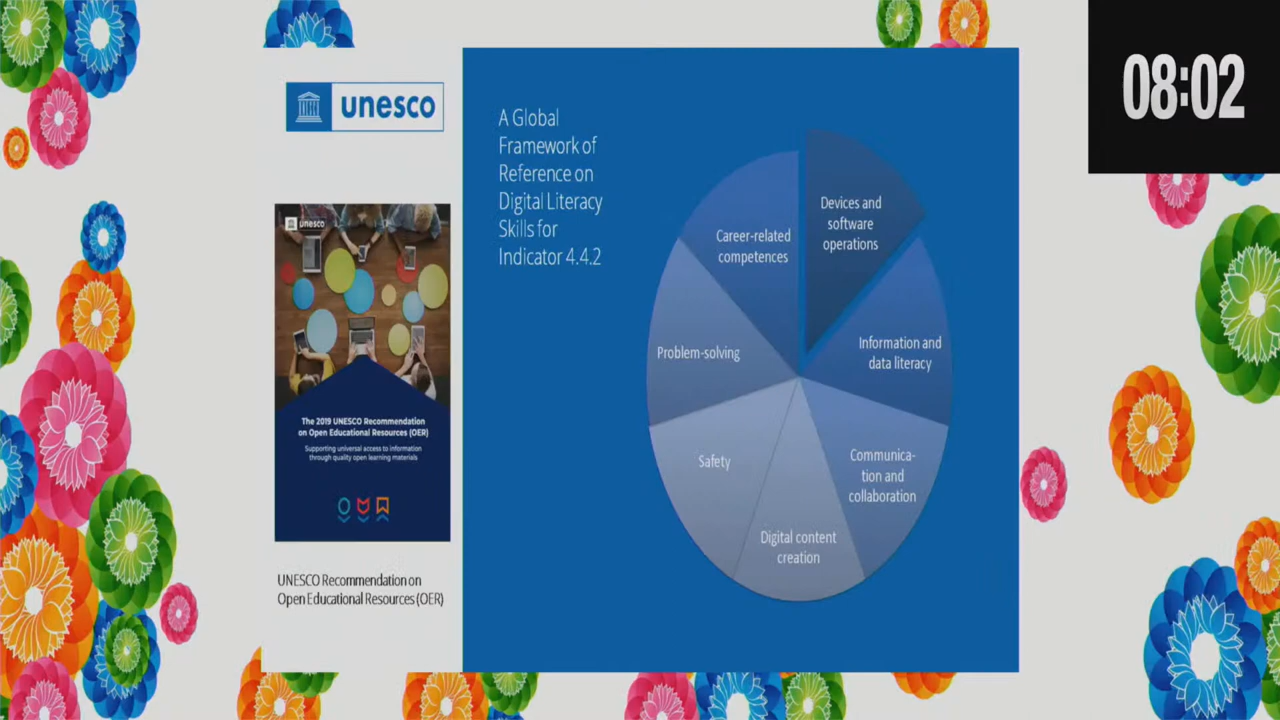 unesco
A Global
Framework of
Reference on
Digital Literacy
Skills for
Indicator 4.4.2
unesco
The 2019 UNESCO Recommendation
on Open Educational Resources (OER)
Supporting universal access to information
through quality open learning materials
UNESCO Recommendation on
Open Educational Resources (OER)
Devices and
software
operations
Information and
data literacy
Communica-
tion and
collaboration
Digital content
creation
Safety
Problem-solving
Career-related
competences
08:02